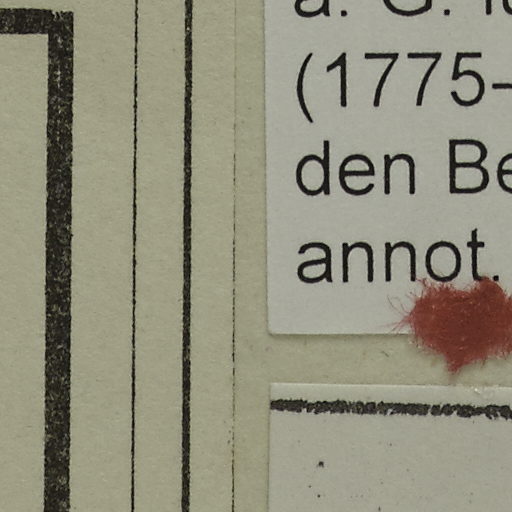 a. G.
(1775-
den Be
annot.